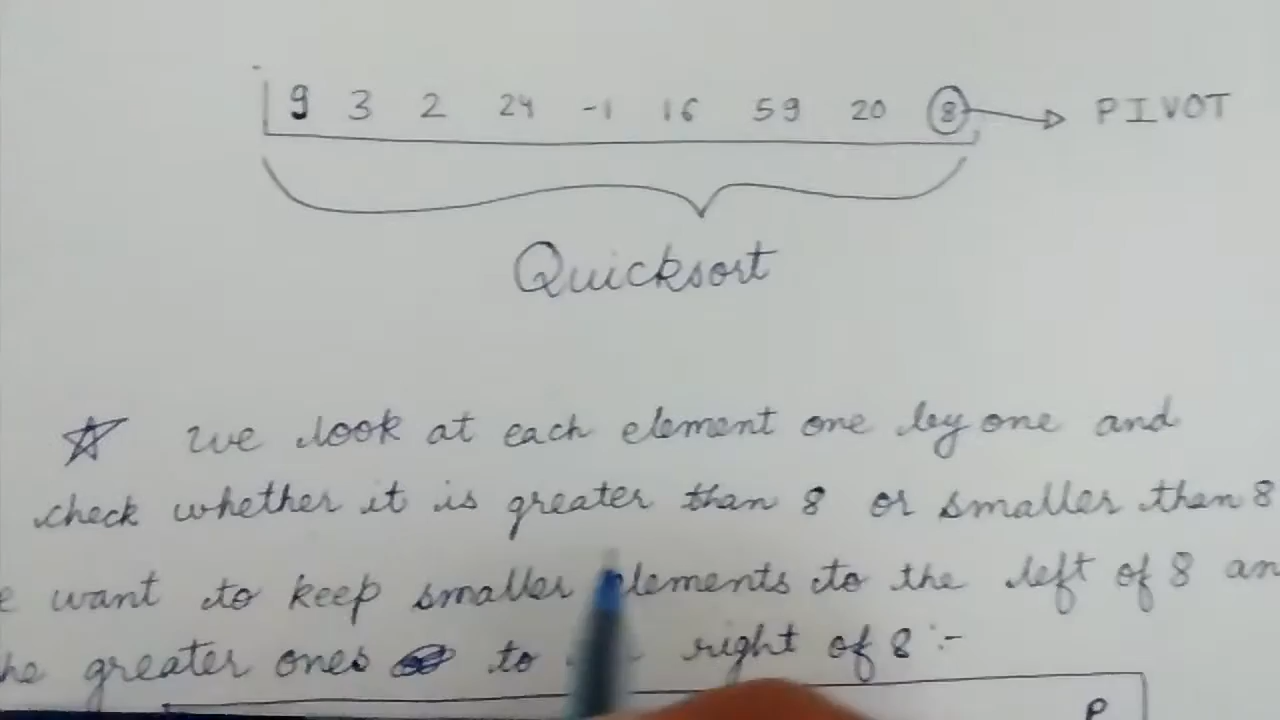 9 3 2 24 -1 16 59 20 8 → PIVOT
Quicksort
☆ we look at each element one by one and
check whether it is greater than 8 or smaller than 8
want to keep smaller elements to the left of 8
greater ones to right of 8 :-
P